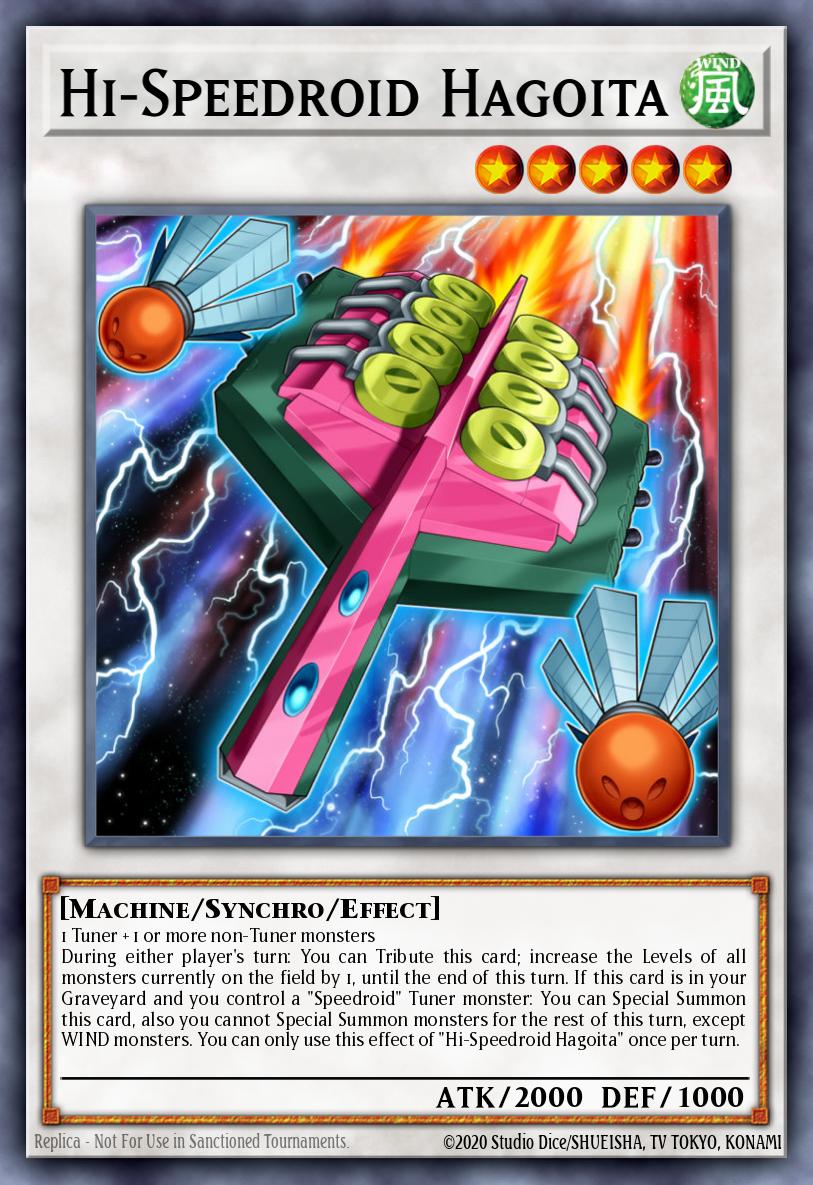 Hi-Speedroid Hagoita
WIND
風
[Machine/Synchro/Effect]
1 Tuner + 1 or more non-Tuner monsters
During either player's turn: You can Tribute this card; increase the Levels of all
monsters currently on the field by 1, until the end of this turn. If this card is in your
Graveyard and you control a "Speedroid" Tuner monster: You can Special Summon
this card, also you cannot Special Summon monsters for the rest of this turn, except
WIND monsters. You can only use this effect of "Hi-Speedroid Hagoita" once per turn.
ATK/2000 DEF/1000
Replica - Not For Use in Sanctioned Tournaments.
©2020 Studio Dice/SHUEISHA, TV TOKYO, KONAMI